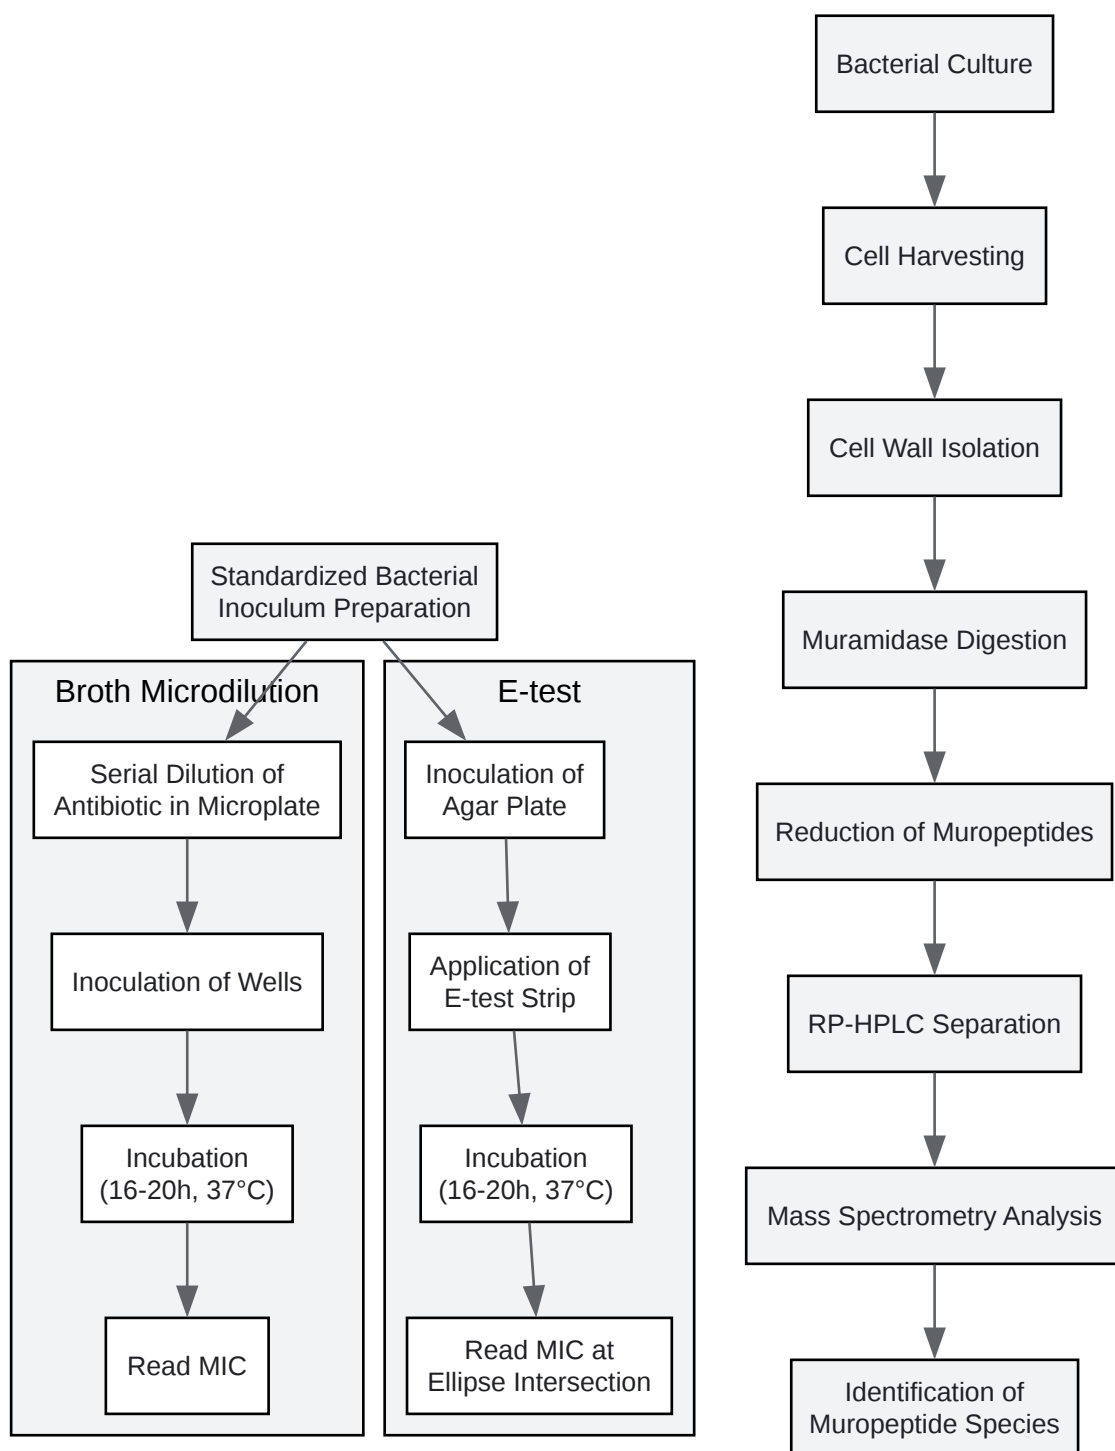 Standardized Bacterial
Inoculum Preparation
Broth Microdilution
Serial Dilution of
Antibiotic in Microplate
Inoculation of Wells
Incubation
(16-20h, 37°C)
Read MIC
E-test
Inoculation of
Agar Plate
Application of
E-test Strip
Incubation
(16-20h, 37°C)
Read MIC at
Ellipse Intersection
Bacterial Culture
Cell Harvesting
Cell Wall Isolation
Muramidase Digestion
Reduction of Muropeptides
RP-HPLC Separation
Mass Spectrometry Analysis
Identification of
Muropeptide Species